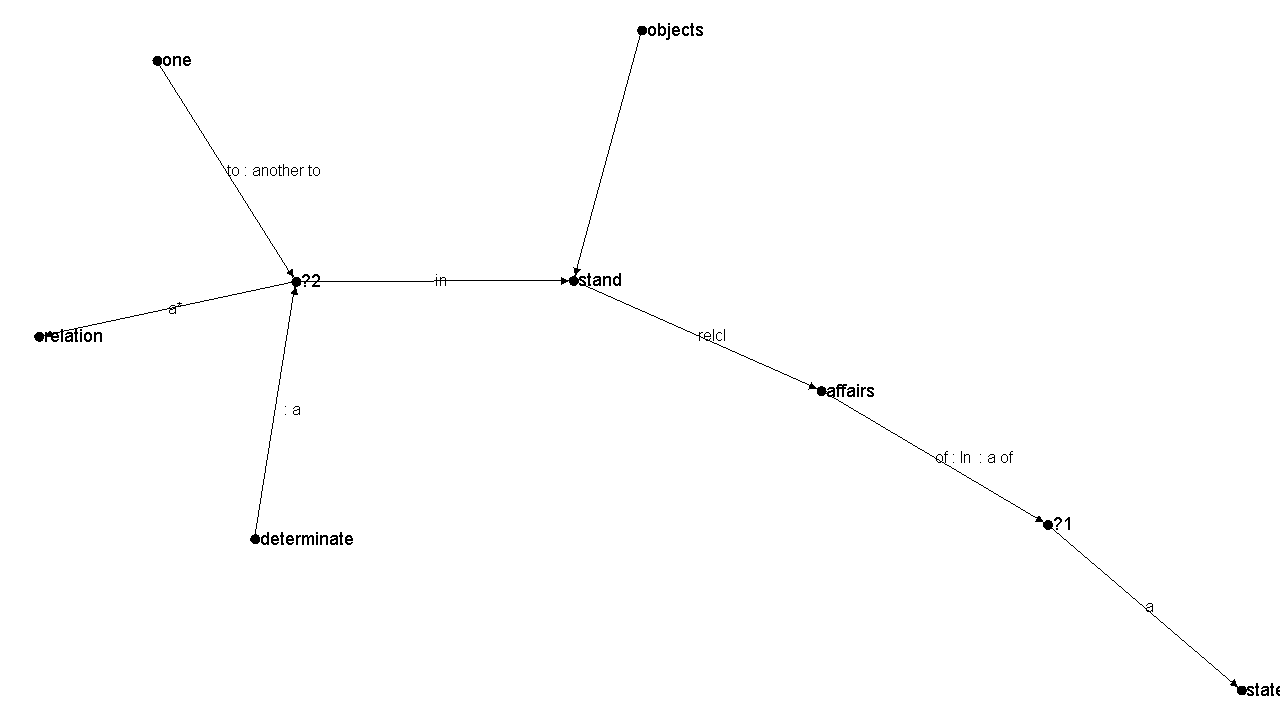 objects
one
to : another to
?2
in
stand
a*
relation
relcl
affairs
: a
of : In : a of
?1
determinate
a
state